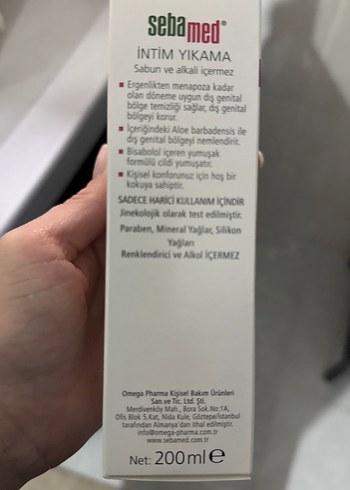 sebamed®
İNTİM YIKAMA
Sabun ve alkali içermez
Ergenlikten menapoza kadar
olan döneme uygun dış genital
bölge temizliği sağlar, dış genital
bölgeyi korur.
İçeriğindeki Aloe barbadensis ile
dış genital bölgeyi nemlendirir.
Bisabolol içeren yumuşak
formülü cildi yumuşatır.
Kişisel konforunuz için hoş bir
kokuya sahiptir.
SADECE HARİCİ KULLANIM İÇİNDİR
Jinekolojik olarak test edilmiştir.
Paraben, Mineral Yağlar, Silikon
Yağları
Renklendirici ve Alkol İÇERMEZ
Omega Pharma Kişisel Bakım Ürünleri
San.ve Tic. Ltd. Şti.
Merdivenköy Mah., Bora Sok.No:1A,
Ofis Blok 5.Kat, Nida Kule, Göztepe/İstanbul
tarafından Almanya'dan ithal edilmiştir.
info@omega-pharma.com.tr
www.sebamed.com.tr
Net: 200ml℮